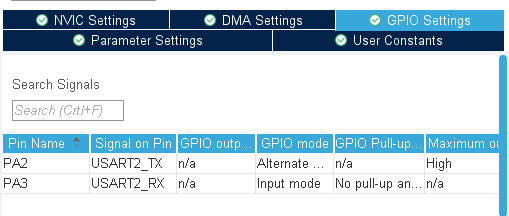 NVIC Settings DMA Settings GPIO Settings
Parameter Settings User Constants
Search Signals
Search (Crtl+F)
Pin Name Signal on Pin GPIO outp... GPIO mode GPIO Pull-up... Maximum ou
PA2 USART2_TX n/a Alternate ... n/a High
PA3 USART2_RX n/a Input mode No pull-up an... n/a